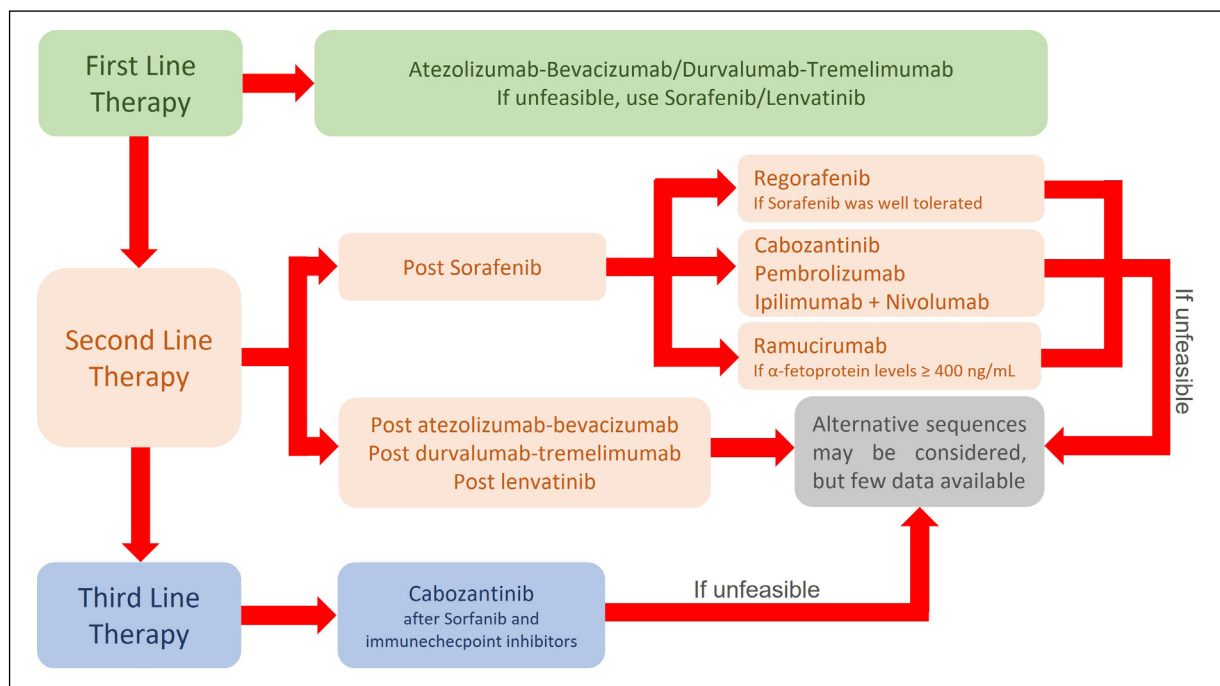 First Line
Therapy
Atezolizumab-Bevacizumab/Durvalumab-Tremelimumab
If unfeasible, use Sorafenib/Lenvatinib
Second Line
Therapy
Post Sorafenib
Regorafenib
If Sorafenib was well tolerated
Cabozantinib
Pembrolizumab
Ipilimumab + Nivolumab
Ramucirumab
If α-fetoprotein levels ≥ 400 ng/mL
If unfeasible
Post atezolizumab-bevacizumab
Post durvalumab-tremelimumab
Post lenvatinib
Alternative sequences
may be considered,
but few data available
Third Line
Therapy
Cabozantinib
after Sorfanib and
immunechecpoint inhibitors
If unfeasible